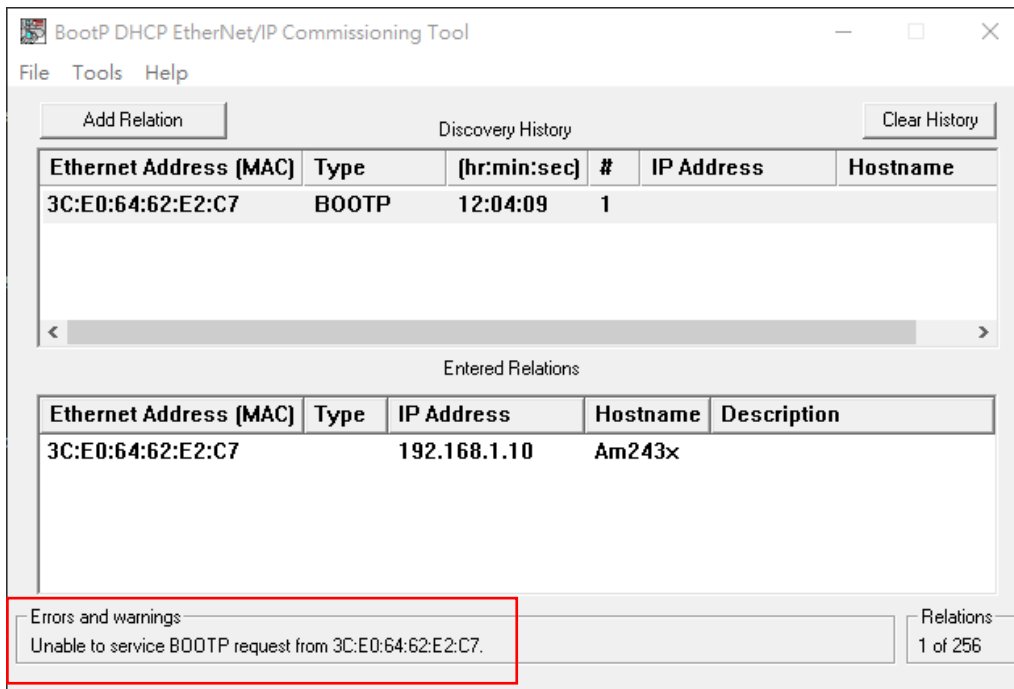 BootP DHCP EtherNet/IP Commissioning Tool
File Tools Help
Add Relation Discovery History Clear History
Ethernet Address (MAC) Type (hr:min:sec) # IP Address Hostname
3C:E0:64:62:E2:C7 BOOTP 12:04:09 1
Entered Relations
Ethernet Address (MAC) Type IP Address Hostname Description
3C:E0:64:62:E2:C7 192.168.1.10 Am243x
Errors and warnings Relations
Unable to service BOOTP request from 3C:E0:64:62:E2:C7. 1 of 256